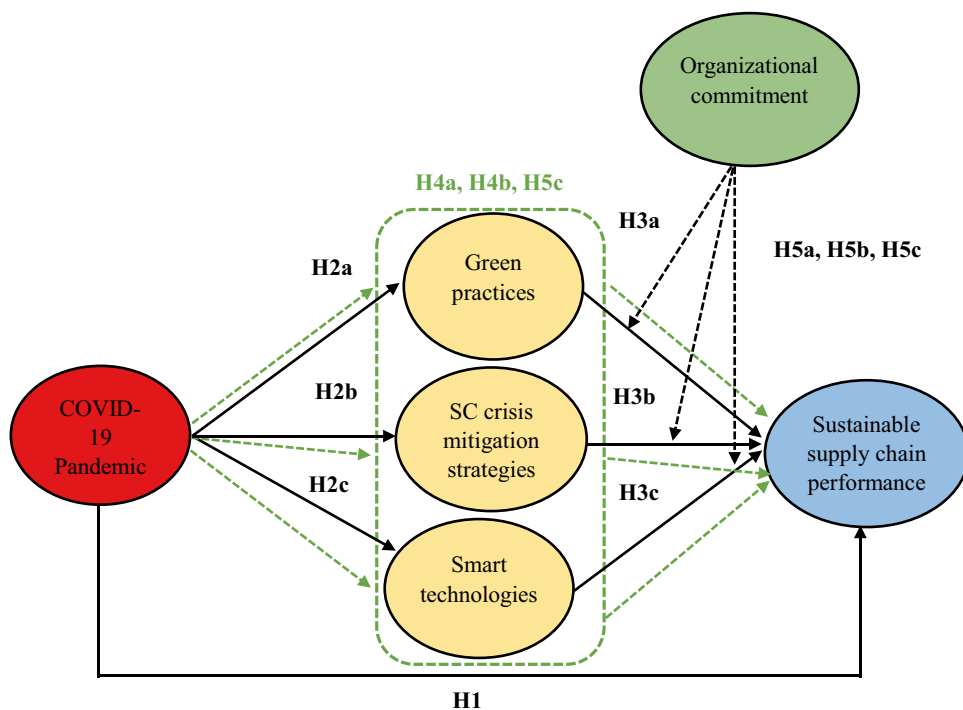 Organizational
commitment
H4a, H4b, H5c
H3a
H5a, H5b, H5c
H2a
Green
practices
H2b
H3b
COVID-
19
Pandemic
SC crisis
mitigation
strategies
Sustainable
supply chain
performance
H2c
H3c
Smart
technologies
H1